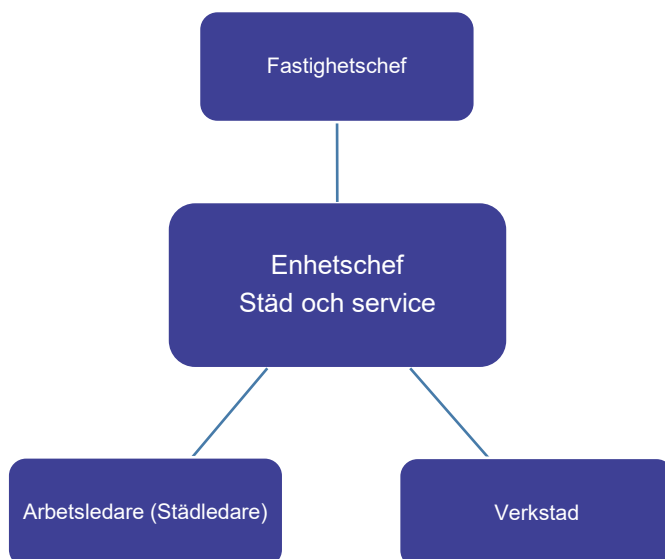 Fastighetschef
Enhetschef
Städ och service
Arbetsledare (Städledare)
Verkstad